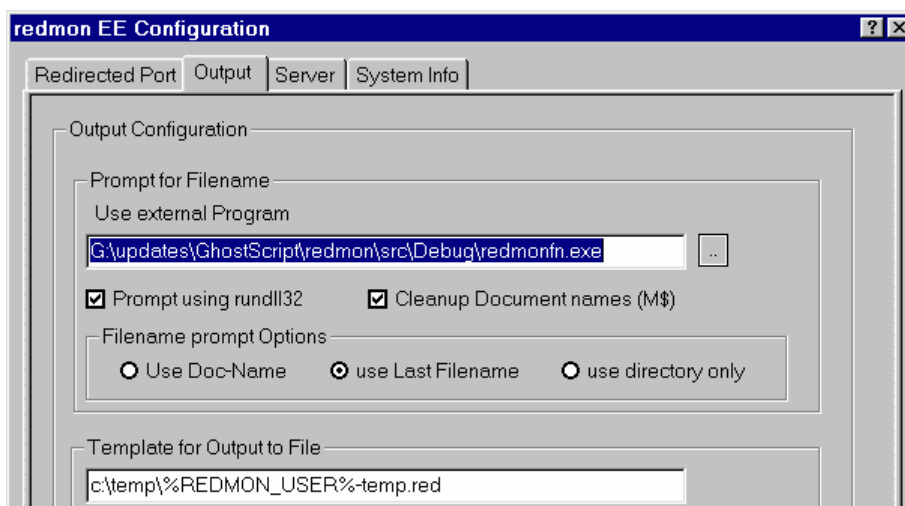 redmon EE Configuration
Redirected Port Output Server System Info
Output Configuration
Prompt for Filename
Use external Program
G:\updates\GhostScript\redmon\src\Debug\redmonfn.exe
..
Prompt using rundll32 Cleanup Document names (M$)
Filename prompt Options
Use Doc-Name use Last Filename use directory only
Template for Output to File
c:\temp\%REDMON_USER%-temp.red